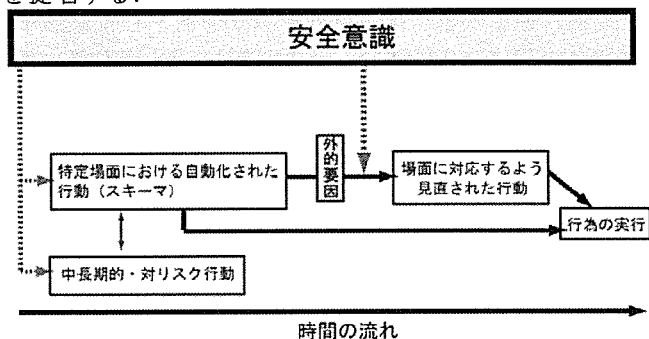 を提言する.
安全意識
外的要因
特定場面における自動化された
行動（スキーマ）
場面に対応するよう
見直された行動
行為の実行
中長期的・対リスク行動
時間の流れ